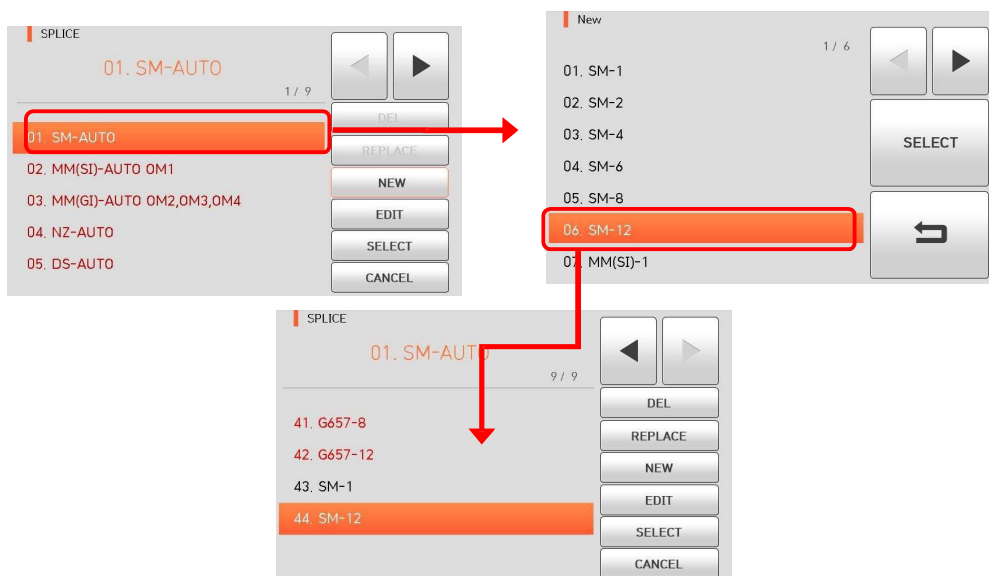 SPLICE
01. SM-AUTO
1 / 9
01. SM-AUTO
02. MM(SI)-AUTO OM1
03. MM(GI)-AUTO OM2,OM3,OM4
04. NZ-AUTO
05. DS-AUTO
DEL
REPLACE
NEW
EDIT
SELECT
CANCEL
New
1 / 6
01. SM-1
02. SM-2
03. SM-4
04. SM-6
05. SM-8
06. SM-12
07. MM(SI)-1
SELECT
SPLICE
01. SM-AUTO
9 / 9
41. G657-8
42. G657-12
43. SM-1
44. SM-12
DEL
REPLACE
NEW
EDIT
SELECT
CANCEL